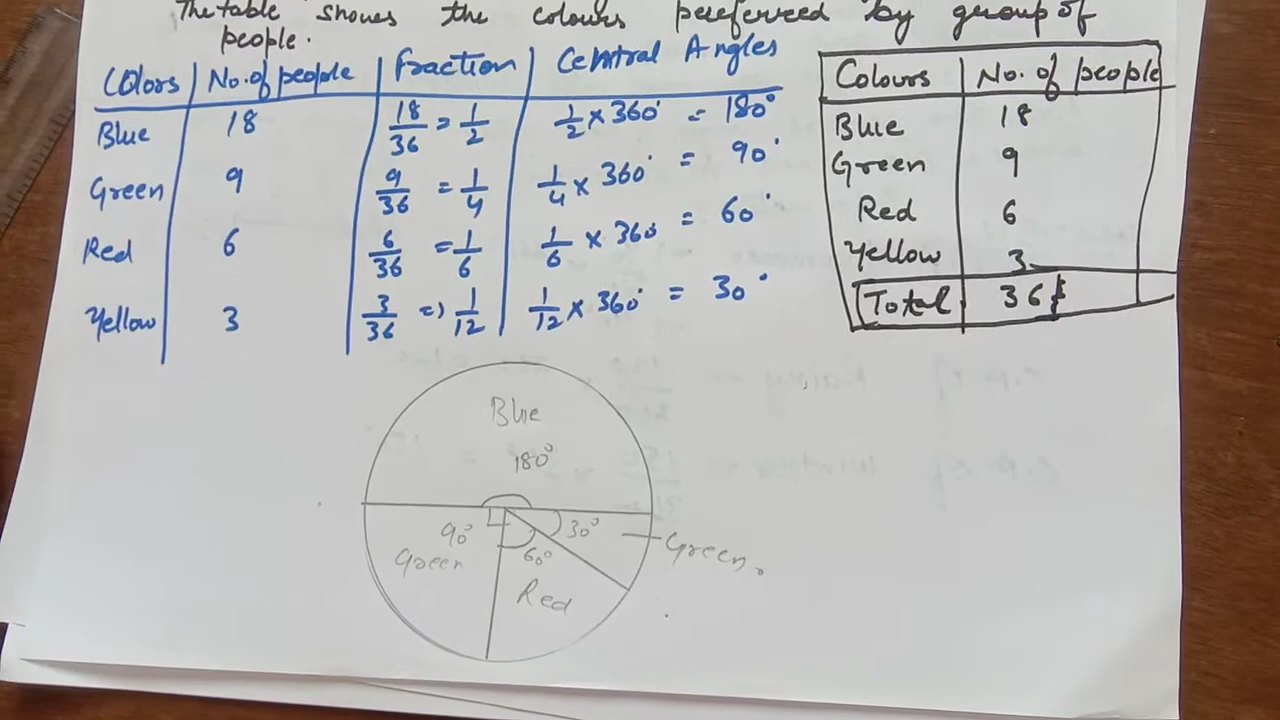 The table shows the colours preferred by group of
people.
Colors No. of people fraction Central Angles
Blue 18 18/36 = 1/2 1/2 × 360° = 180°
Green 9 9/36 = 1/4 1/4 × 360° = 90°
Red 6 6/36 = 1/6 1/6 × 360° = 60°
Yellow 3 3/36 => 1/12 1/12 × 360° = 30°
Colours No. of people
Blue 18
Green 9
Red 6
Yellow 3
Total 36
Blue
180°
90° 60° 30°
Green Red Green.